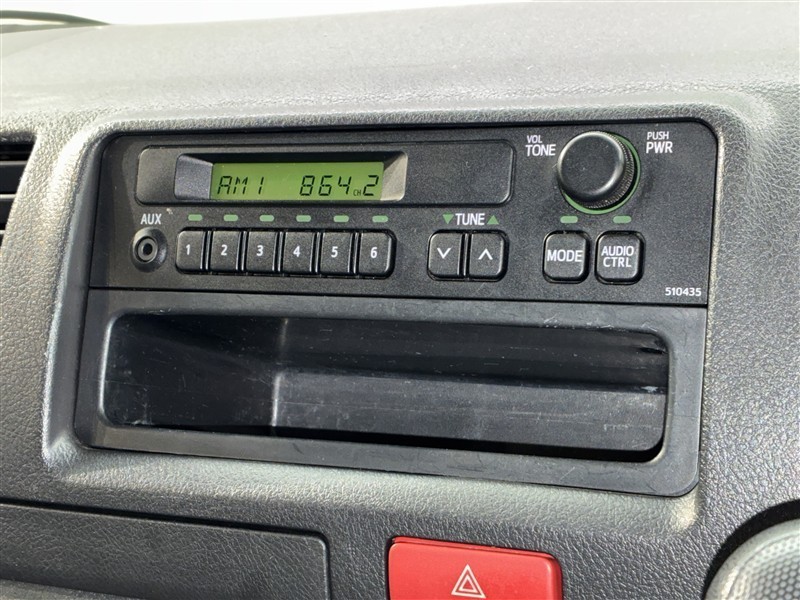 AM1 864 CH 2
VOL
TONE
PUSH
PWR
AUX
▼ TUNE ▲
1 2 3 4 5 6
MODE
AUDIO
CTRL
510435